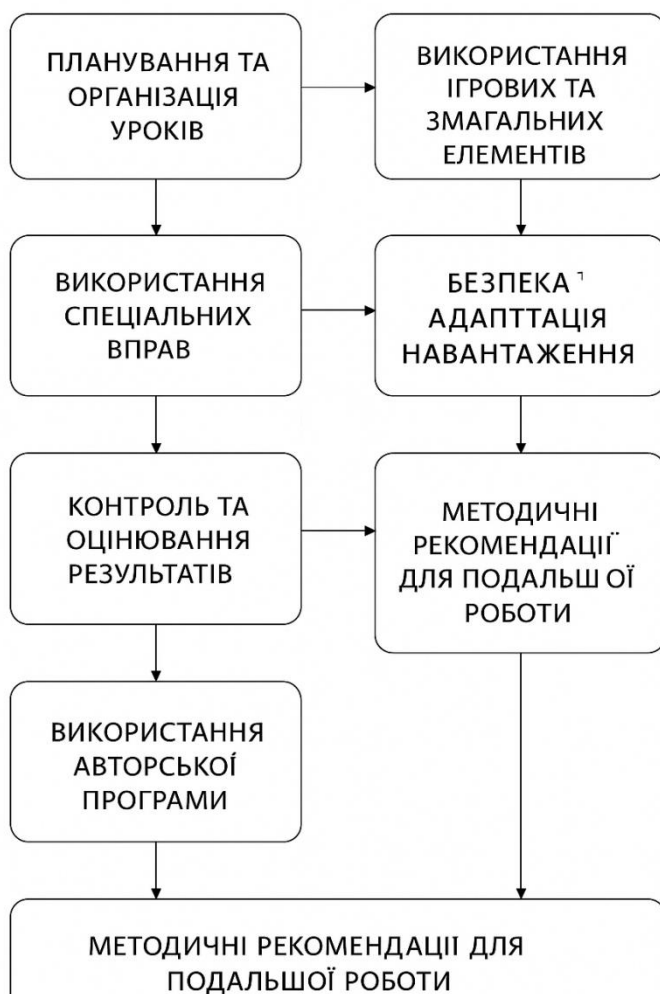 ПЛАНУВАННЯ ТА
ОРГАНІЗАЦІЯ
УРОКІВ
ВИКОРИСТАННЯ
ІГРОВИХ ТА
ЗМАГАЛЬНИХ
ЕЛЕМЕНТІВ
ВИКОРИСТАННЯ
СПЕЦІАЛЬНИХ
ВПРАВ
БЕЗПЕКА
АДАПТТАЦІЯ
НАВАНТАЖЕННЯ
КОНТРОЛЬ ТА
ОЦІНЮВАННЯ
РЕЗУЛЬТАТІВ
МЕТОДИЧНІ
РЕКОМЕНДАЦІЇ
ДЛЯ ПОДАЛЬШ ОЇ
РОБОТИ
ВИКОРИСТАННЯ
АВТОРСЬКОЇ
ПРОГРАМИ
МЕТОДИЧНІ РЕКОМЕНДАЦІЇ ДЛЯ
ПОДАЛЬШОЇ РОБОТИ